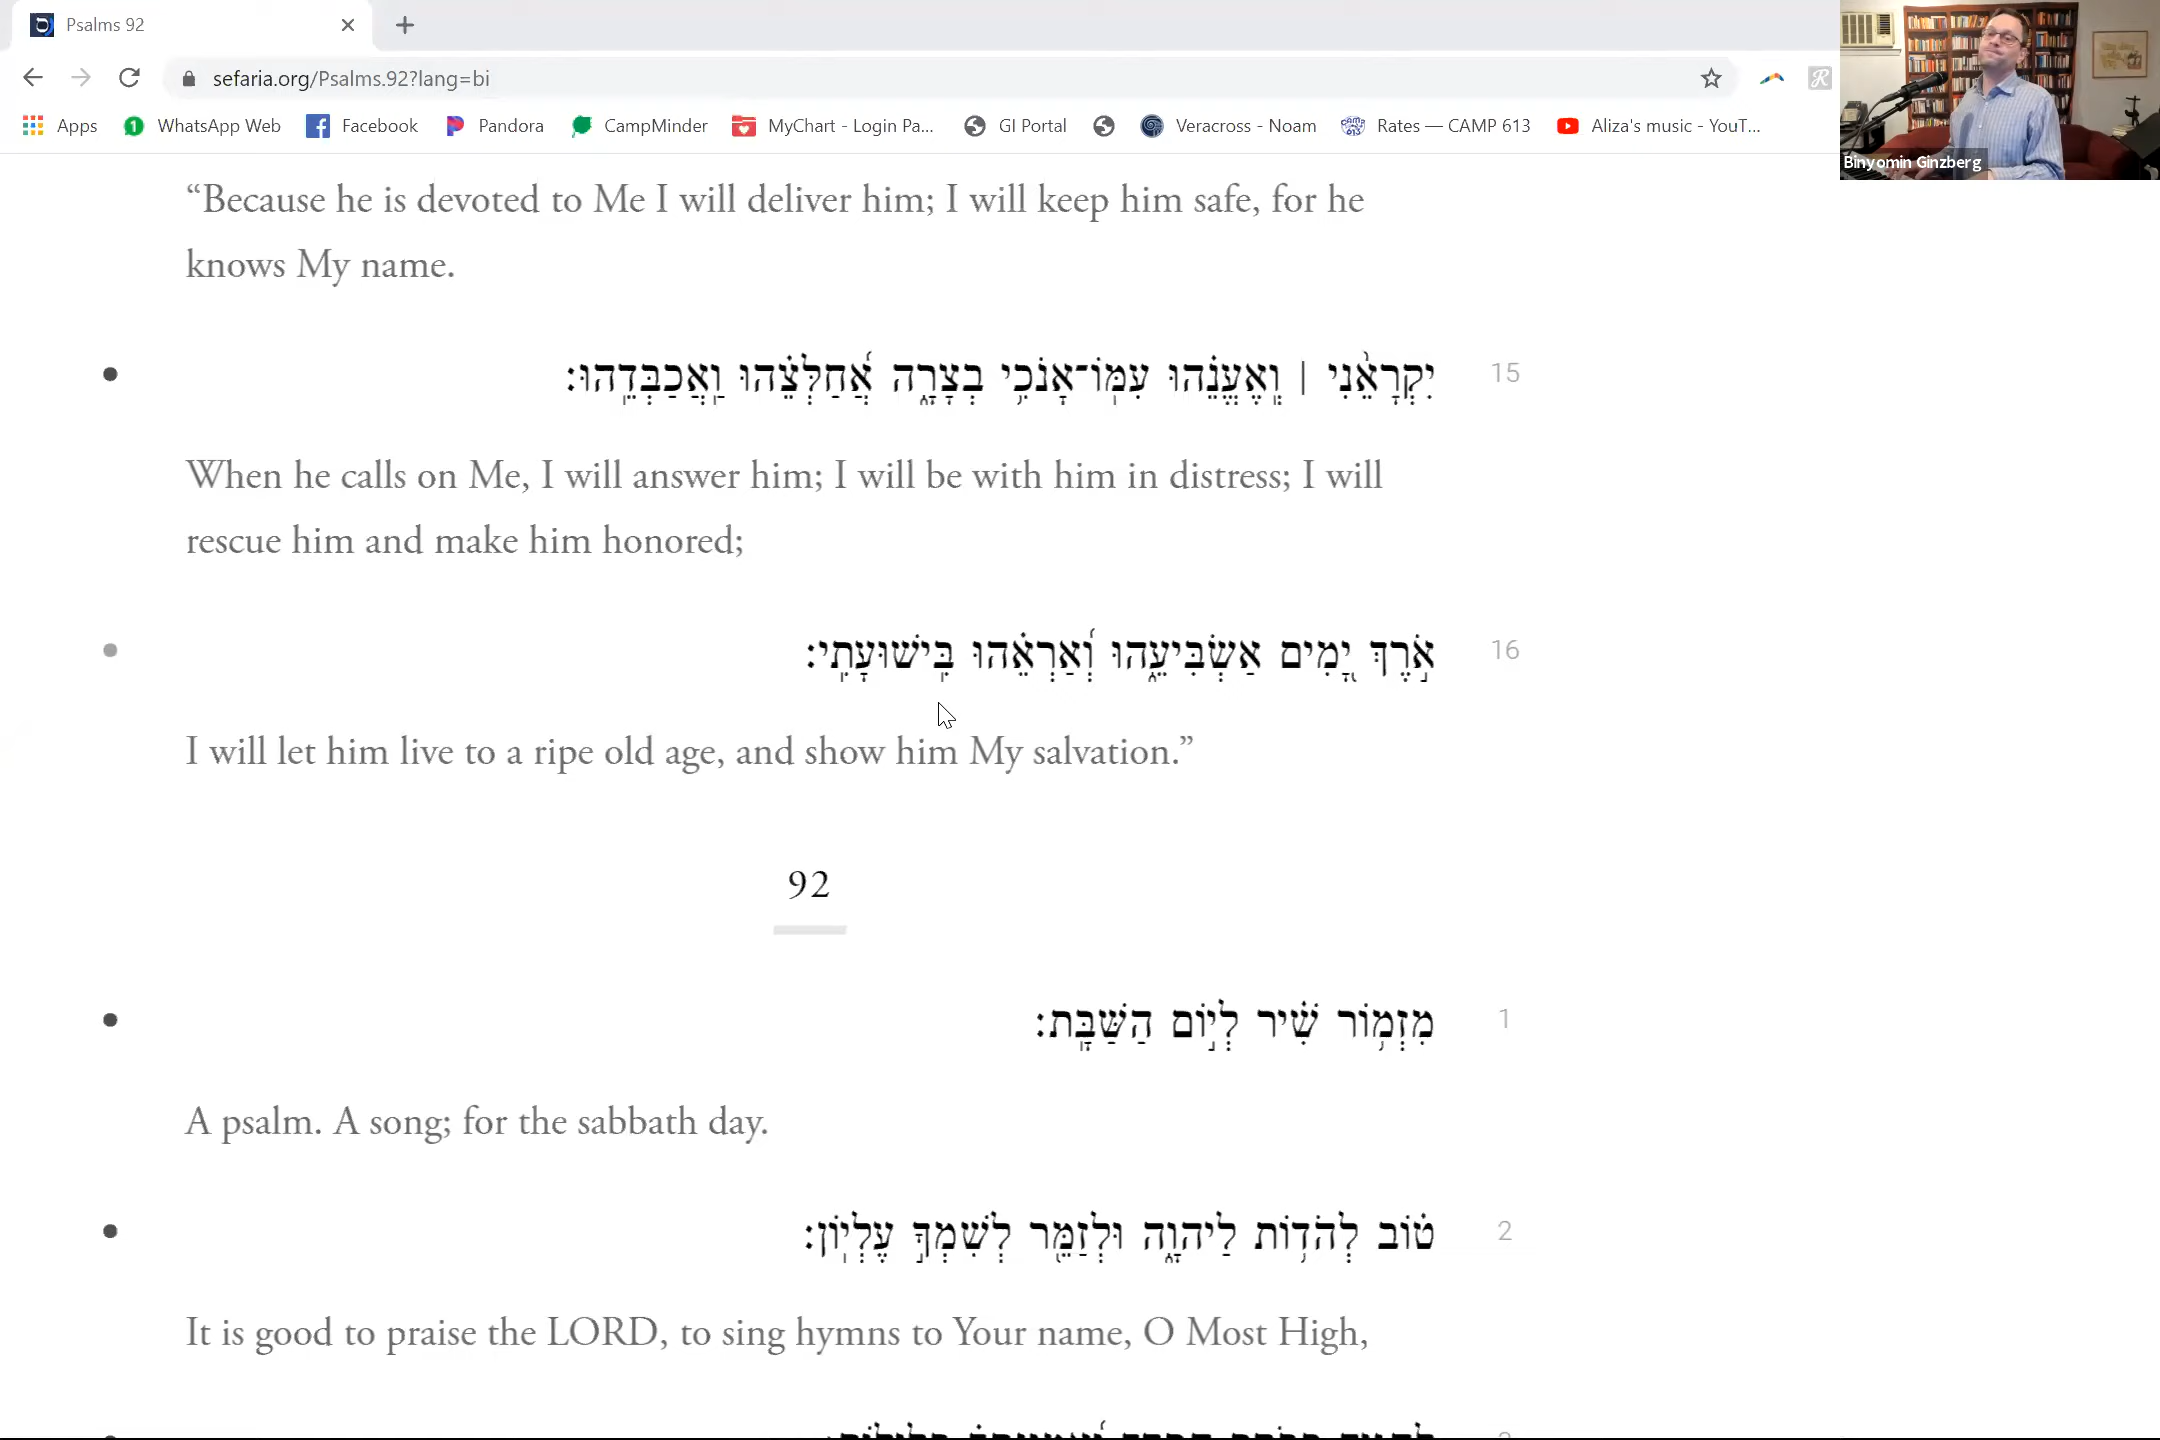 Psalms 92
sefaria.org/Psalms.92?lang=bi
Apps WhatsApp Web Facebook Pandora CampMinder MyChart - Login Pa... GI Portal Veracross - Noam Rates — CAMP 613 Aliza's music - YouT...
Binyomin Ginzberg
“Because he is devoted to Me I will deliver him; I will keep him safe, for he
knows My name.
15 יִקְרָאֵ֨נִי | וְֽאֶעֱנֵ֗הוּ עִמּֽוֹ־אָנֹכִ֥י בְצָרָ֑ה אֲ֝חַלְּצֵ֗הוּ וַֽאֲכַבְּדֵֽהוּ׃
When he calls on Me, I will answer him; I will be with him in distress; I will
rescue him and make him honored;
16 אֹ֣רֶךְ יָ֭מִים אַשְׂבִּיעֵ֑הוּ וְ֝אַרְאֵ֗הוּ בִּֽישׁוּעָתִֽי׃
I will let him live to a ripe old age, and show him My salvation.”
92
1 מִזְמ֥וֹר שִׁ֗יר לְי֣וֹם הַשַּׁבָּֽת׃
A psalm. A song; for the sabbath day.
2 ט֗וֹב לְהֹד֥וֹת לַיהוָ֑ה וּלְזַמֵּ֖ר לְשִׁמְךָ֣ עֶלְיֽוֹן׃
It is good to praise the LORD, to sing hymns to Your name, O Most High,